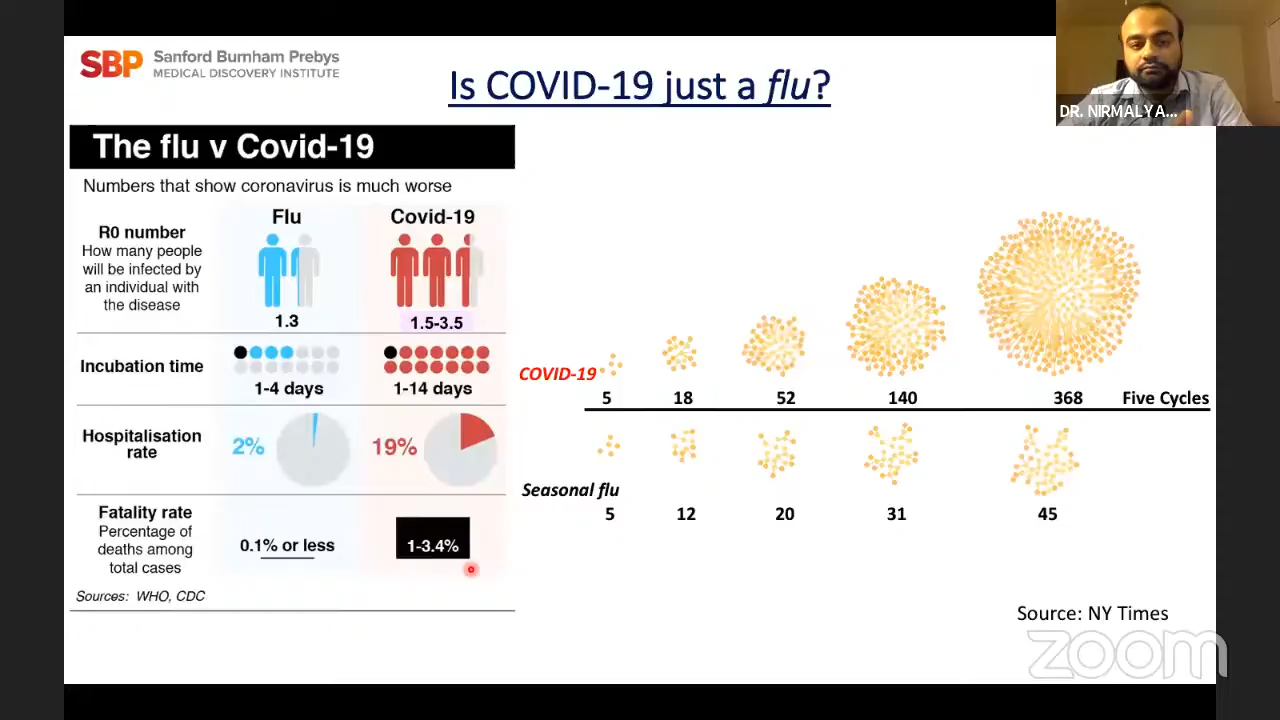 SBP Sanford Burnham Prebys
MEDICAL DISCOVERY INSTITUTE
Is COVID-19 just a flu?
DR. NIRMALYA...
The flu v Covid-19
Numbers that show coronavirus is much worse
Flu
Covid-19
R0 number
How many people
will be infected by
an individual with
the disease
1.3
1.5-3.5
Incubation time
1-4 days
1-14 days
Hospitalisation
rate
2%
19%
Fatality rate
Percentage of
deaths among
total cases
0.1% or less
1-3.4%
Sources: WHO, CDC
COVID-19
5 18 52 140 368 Five Cycles
Seasonal flu
5 12 20 31 45
Source: NY Times
zoom